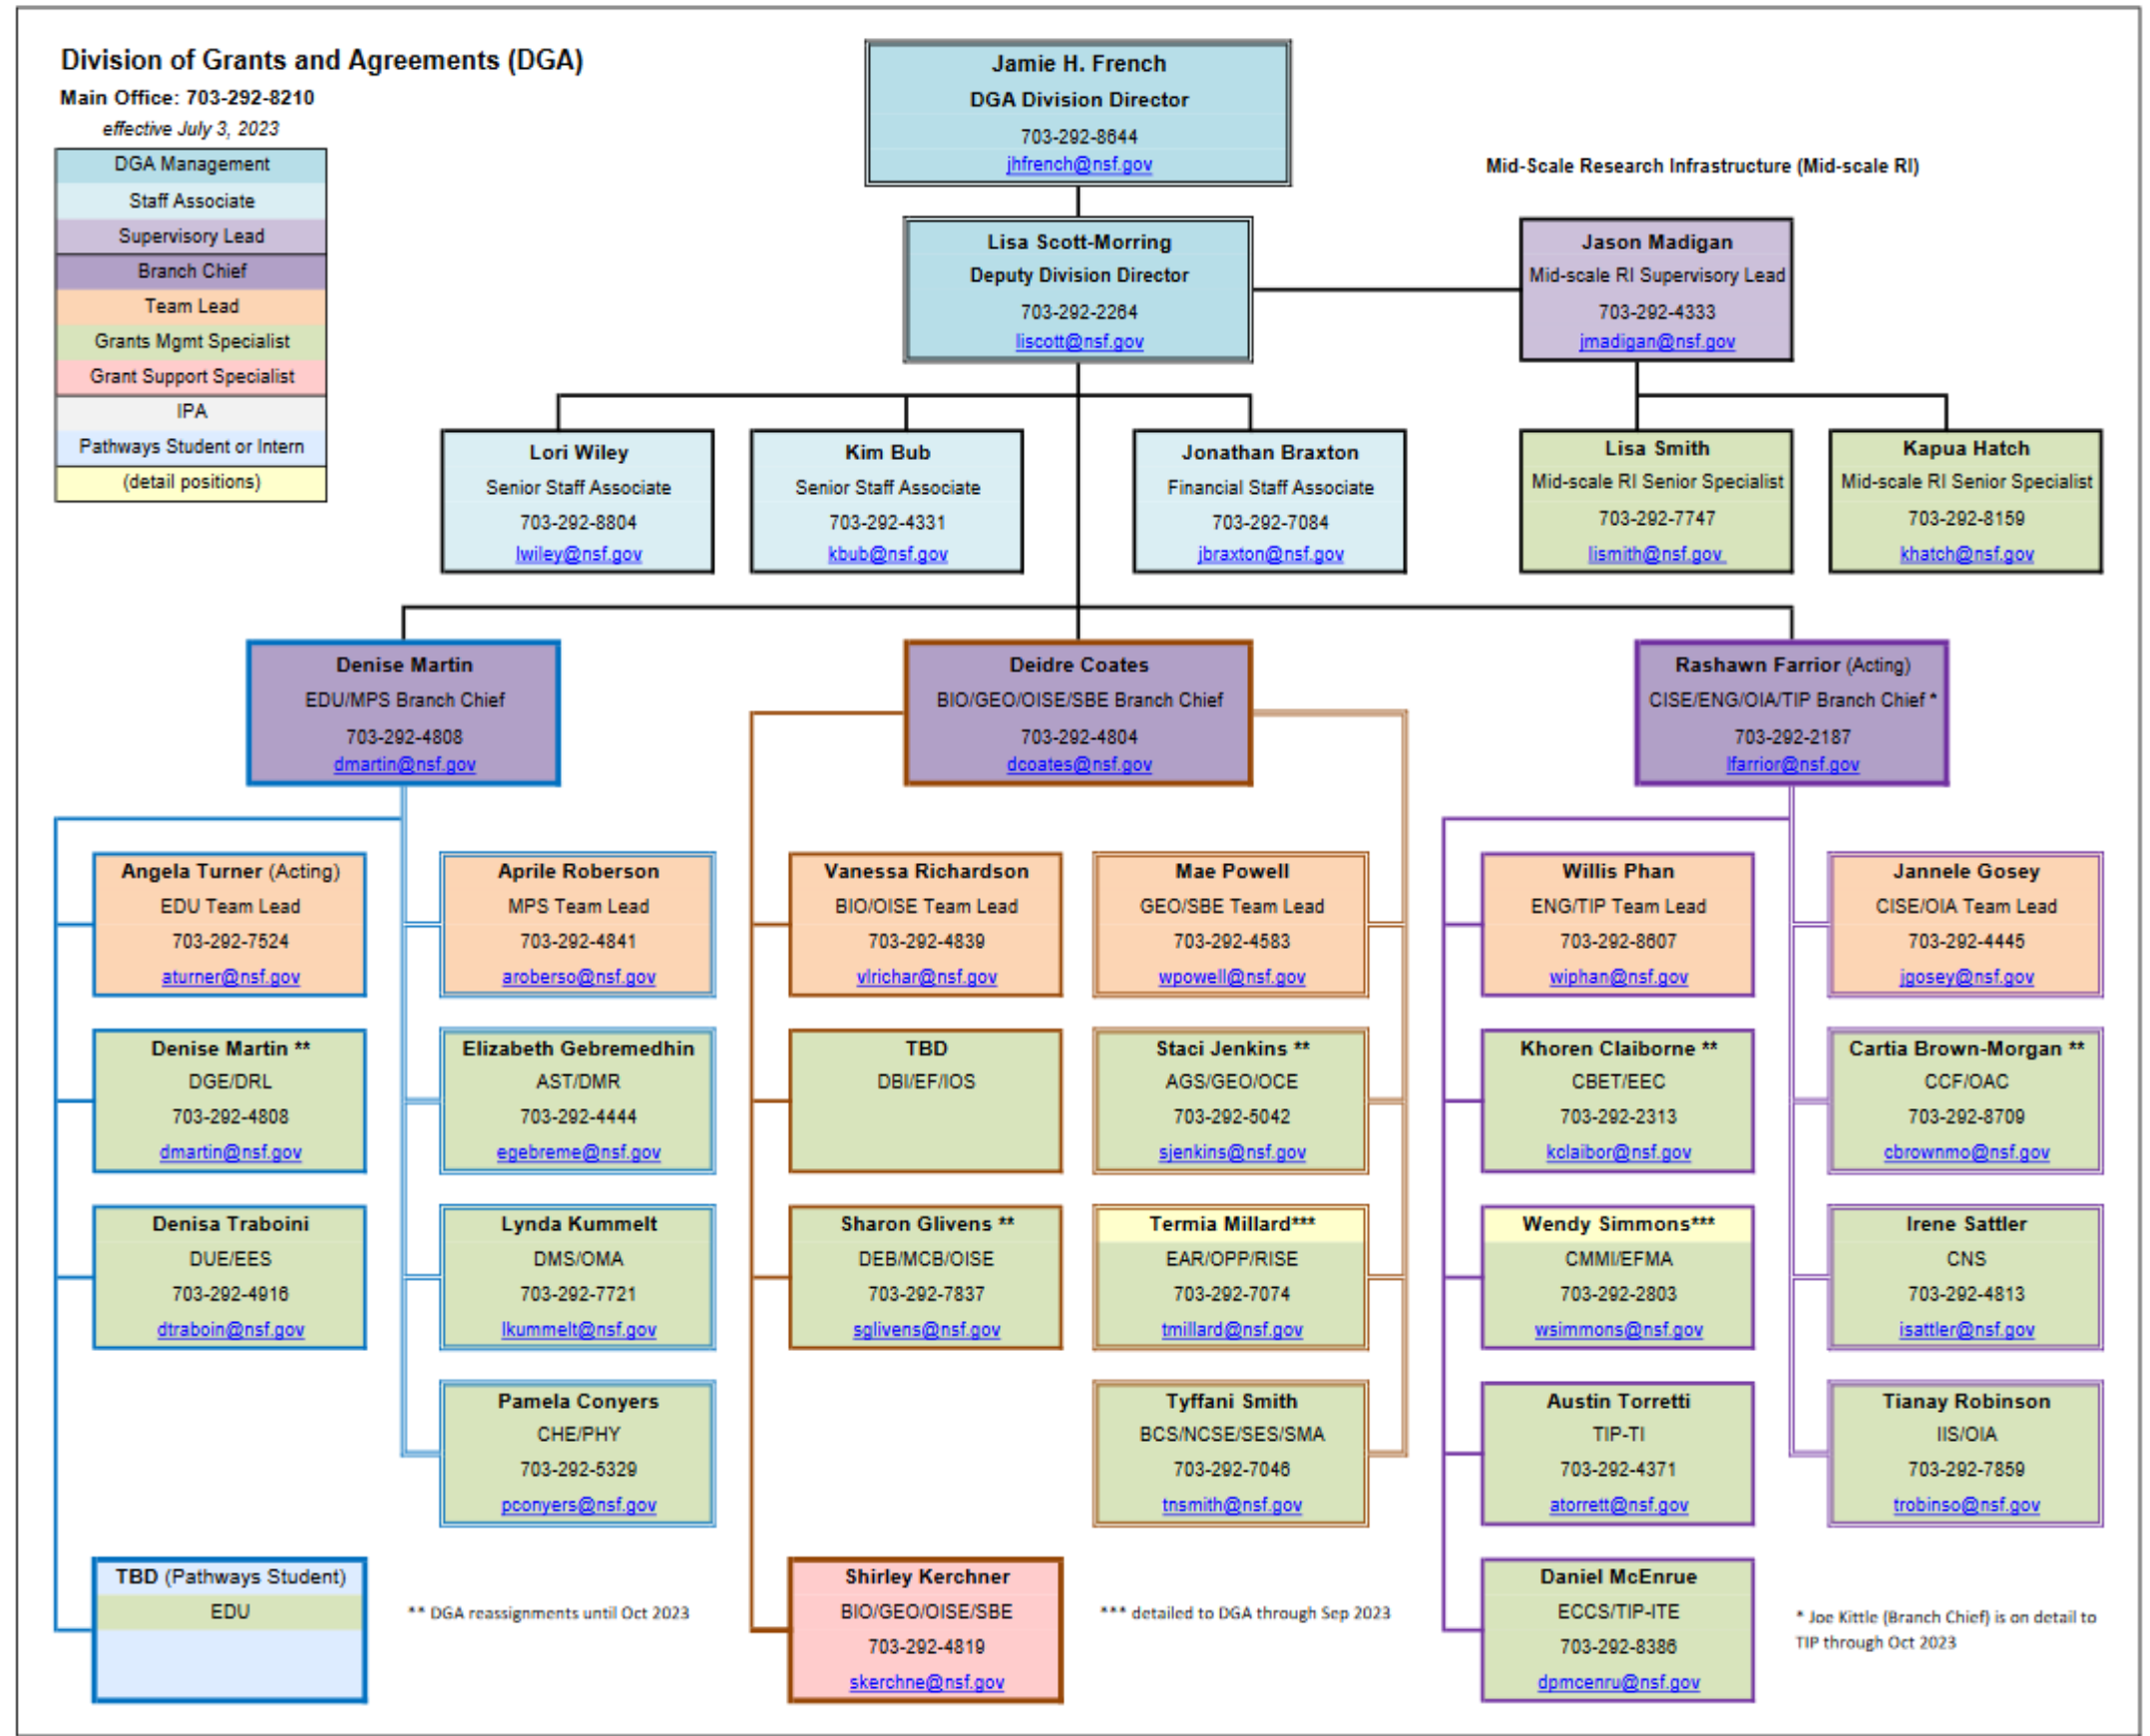 Division of Grants and Agreements (DGA)
Main Office: 703-292-8210
effective July 3, 2023
DGA Management
Staff Associate
Supervisory Lead
Branch Chief
Team Lead
Grants Mgmt Specialist
Grant Support Specialist
IPA
Pathways Student or Intern
(detail positions)
Jamie H. French
DGA Division Director
703-292-8644
jhfrench@nsf.gov
Mid-Scale Research Infrastructure (Mid-scale RI)
Lisa Scott-Morring
Deputy Division Director
703-292-2264
liscott@nsf.gov
Jason Madigan
Mid-scale RI Supervisory Lead
703-292-4333
jmadigan@nsf.gov
Lori Wiley
Senior Staff Associate
703-292-8804
lwiley@nsf.gov
Kim Bub
Senior Staff Associate
703-292-4331
kbub@nsf.gov
Jonathan Braxton
Financial Staff Associate
703-292-7084
jbraxton@nsf.gov
Lisa Smith
Mid-scale RI Senior Specialist
703-292-7747
lismith@nsf.gov
Kapua Hatch
Mid-scale RI Senior Specialist
703-292-8159
khatch@nsf.gov
Denise Martin
EDU/MPS Branch Chief
703-292-4808
dmartin@nsf.gov
Deidre Coates
BIO/GEO/OISE/SBE Branch Chief
703-292-4804
dcoates@nsf.gov
Rashawn Farrior (Acting)
CISE/ENG/OIA/TIP Branch Chief *
703-292-2187
lfarrior@nsf.gov
Angela Turner (Acting)
EDU Team Lead
703-292-7524
aturner@nsf.gov
Aprile Roberson
MPS Team Lead
703-292-4841
aroberso@nsf.gov
Vanessa Richardson
BIO/OISE Team Lead
703-292-4839
vlrichar@nsf.gov
Mae Powell
GEO/SBE Team Lead
703-292-4583
wpowell@nsf.gov
Willis Phan
ENG/TIP Team Lead
703-292-8607
wiphan@nsf.gov
Jannele Gosey
CISE/OIA Team Lead
703-292-4445
jgosey@nsf.gov
Denise Martin **
DGE/DRL
703-292-4808
dmartin@nsf.gov
Elizabeth Gebremedhin
AST/DMR
703-292-4444
egebreme@nsf.gov
TBD
DBI/EF/IOS
Staci Jenkins **
AGS/GEO/OCE
703-292-5042
sjenkins@nsf.gov
Khoren Claiborne **
CBET/EEC
703-292-2313
kclaibor@nsf.gov
Cartia Brown-Morgan **
CCF/OAC
703-292-8709
cbrownmo@nsf.gov
Denisa Traboini
DUE/EES
703-292-4916
dtraboin@nsf.gov
Lynda Kummelt
DMS/OMA
703-292-7721
lkummelt@nsf.gov
Sharon Glivens **
DEB/MCB/OISE
703-292-7837
sglivens@nsf.gov
Termia Millard***
EAR/OPP/RISE
703-292-7074
tmillard@nsf.gov
Wendy Simmons***
CMMI/EFMA
703-292-2803
wsimmons@nsf.gov
Irene Sattler
CNS
703-292-4813
isattler@nsf.gov
Pamela Conyers
CHE/PHY
703-292-5329
pconyers@nsf.gov
Tyffani Smith
BCS/NCSE/SES/SMA
703-292-7046
tnsmith@nsf.gov
Austin Torretti
TIP-TI
703-292-4371
atorrett@nsf.gov
Tianay Robinson
IIS/OIA
703-292-7859
trobinso@nsf.gov
TBD (Pathways Student)
EDU
** DGA reassignments until Oct 2023
Shirley Kerchner
BIO/GEO/OISE/SBE
703-292-4819
skerchne@nsf.gov
*** detailed to DGA through Sep 2023
Daniel McEnrue
ECCS/TIP-ITE
703-292-8386
dpmcenru@nsf.gov
* Joe Kittle (Branch Chief) is on detail to
TIP through Oct 2023